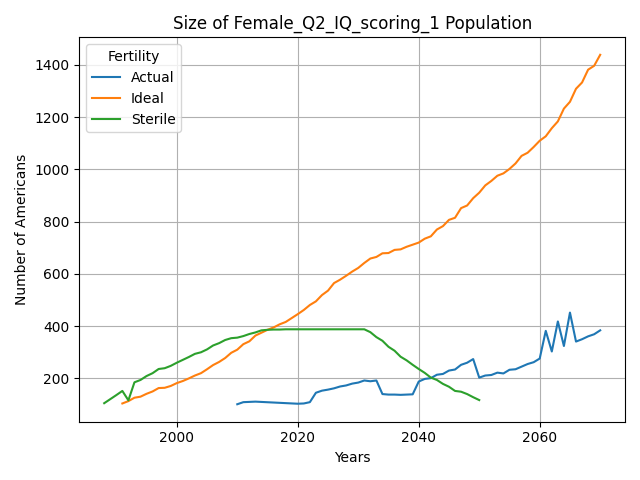 Size of Female_Q2_IQ_scoring_1 Population
Fertility
Actual
Ideal
Sterile
Number of Americans
1400
1200
1000
800
600
400
200
2000
2020
2040
2060
Years